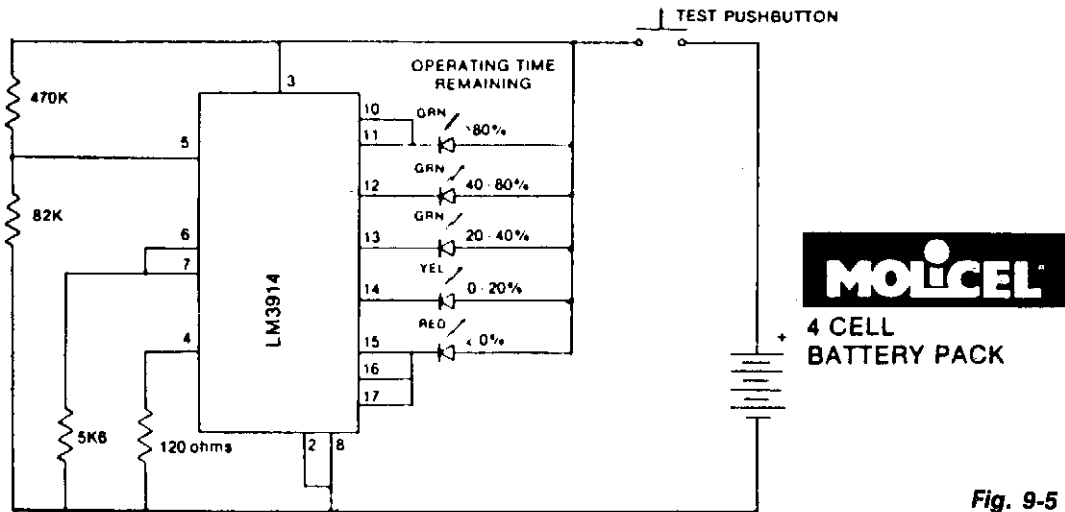 TEST PUSHBUTTON
OPERATING TIME
REMAINING
470K
3
10
GRN
11
80%
5
GRN
12
40-80%
82K
GRN
13
20-40%
6
7
YEL
14
0-20%
LM3914
RED
4
15
< 0%
16
17
MOLiCEL
4 CELL
+
BATTERY PACK
5K6
120 ohms
2
8
Fig. 9-5